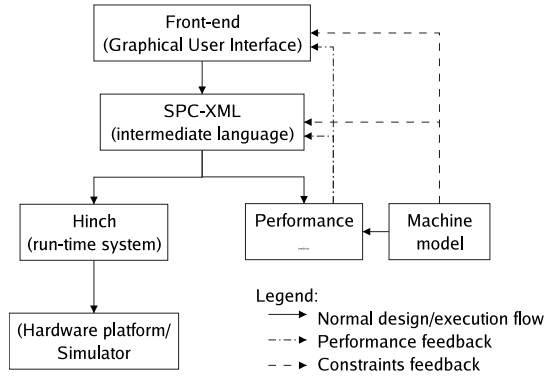 Front-end
(Graphical User Interface)
SPC-XML
(intermediate language)
Hinch
(run-time system)
Performance
Machine
model
(Hardware platform/
Simulator
Legend:
Normal design/execution flow
Performance feedback
Constraints feedback